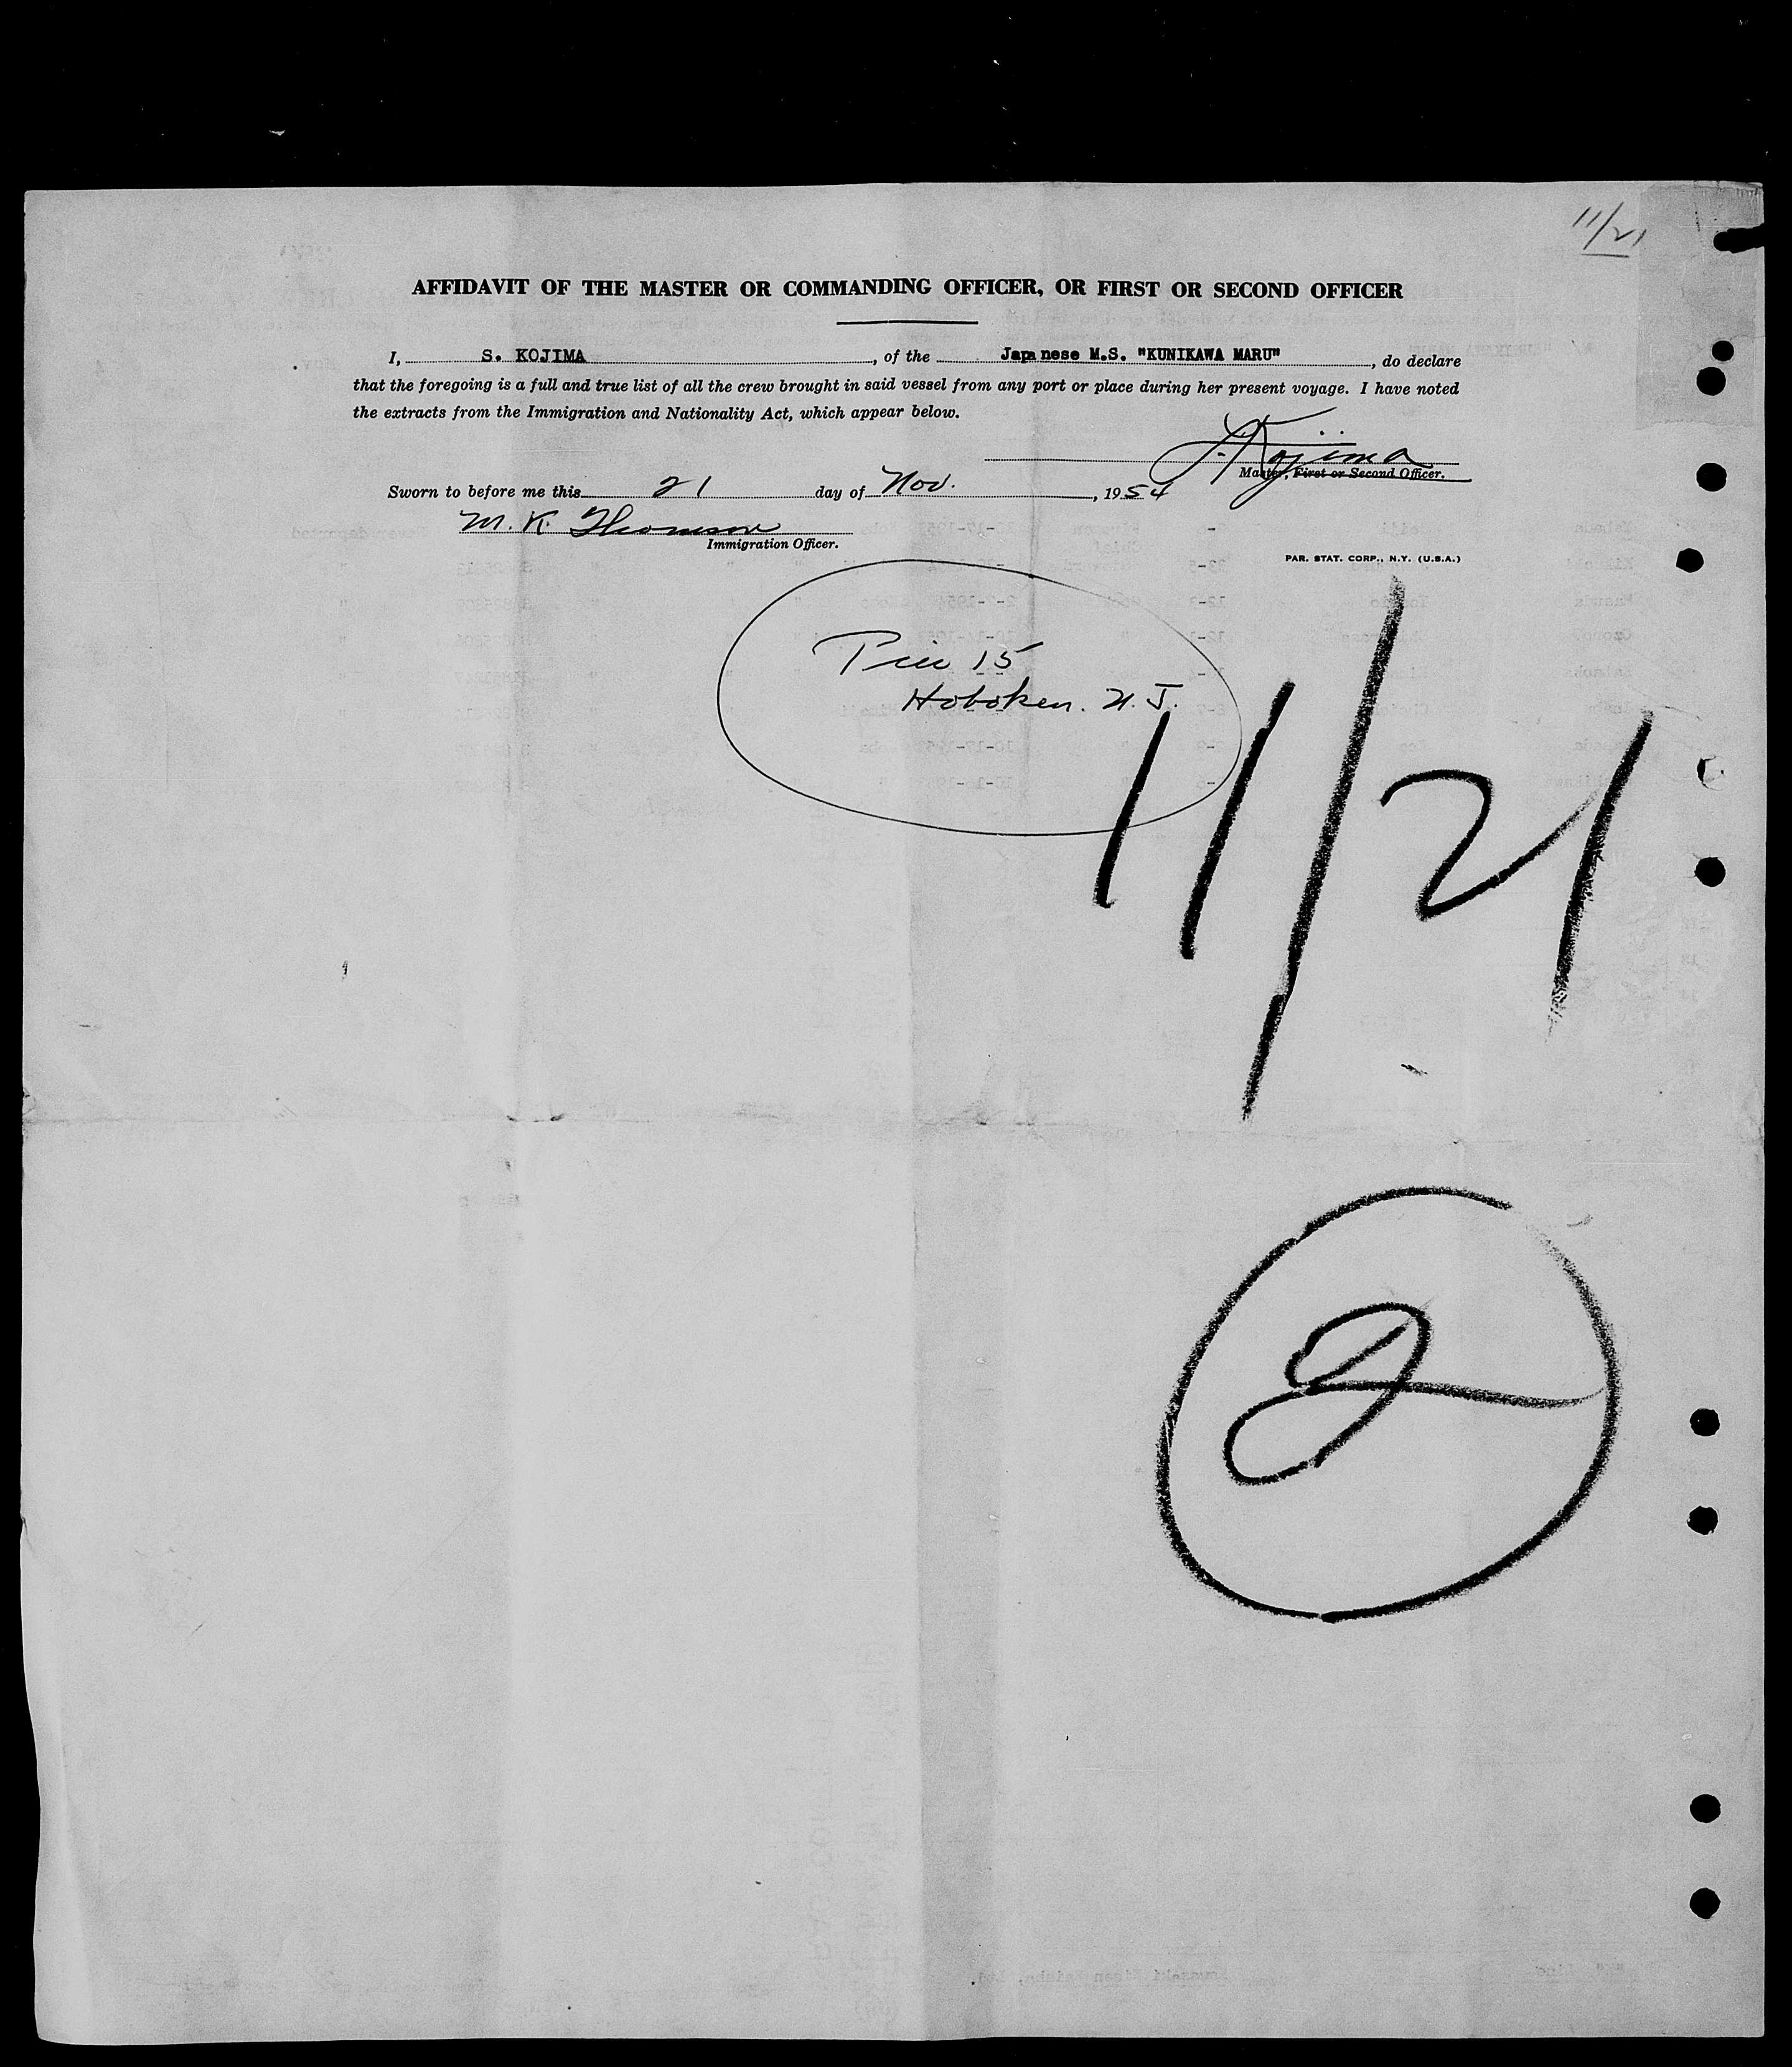 11/21
AFFIDAVIT OF THE MASTER OR COMMANDING OFFICER, OR FIRST OR SECOND OFFICER
I, S. KOJIMA, of the Japanese M.S. "KUNIKAWA MARU", do declare
that the foregoing is a full and true list of all the crew brought in said vessel from any port or place during her present voyage. I have noted
the extracts from the Immigration and Nationality Act, which appear below.
S. Kojima
Master, First or Second Officer.
Sworn to before me this 21 day of Nov., 1954
M. K. Thomson
Immigration Officer.
PAR. STAT. CORP., N.Y. (U.S.A.)
Pier 15
Hoboken. N.J.
11/21
2